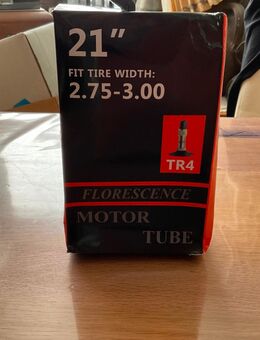 21"
FIT TIRE WIDTH:
2.75-3.00
TR4
FLORESCENCE
MOTOR
TUBE